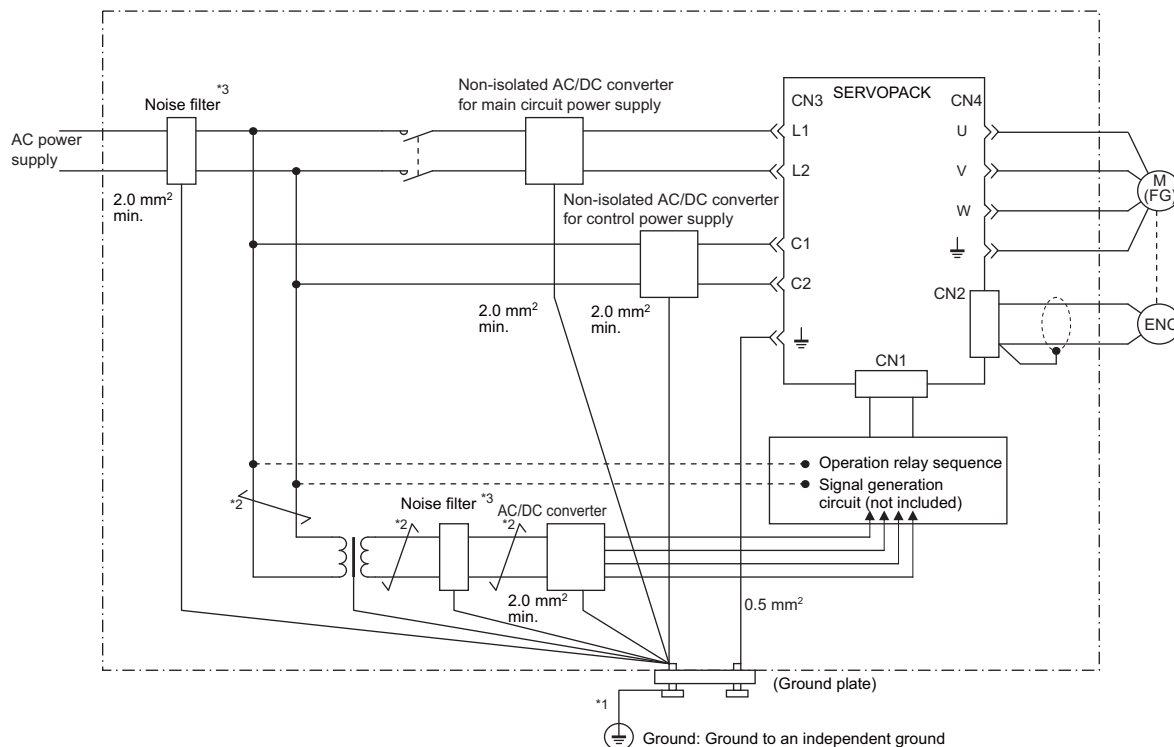 Noise filter *3
Non-isolated AC/DC converter
for main circuit power supply
CN3
SERVOPACK
CN4
AC power
supply
L1
U
L2
V
M
(FG)
2.0 mm²
min.
Non-isolated AC/DC converter
for control power supply
W
C1
C2
CN2
2.0 mm²
min.
2.0 mm²
min.
ENC
CN1
Operation relay sequence
Signal generation
circuit (not included)
*2
Noise filter *3
*2
*2
AC/DC converter
2.0 mm²
min.
0.5 mm²
(Ground plate)
*1
Ground: Ground to an independent ground